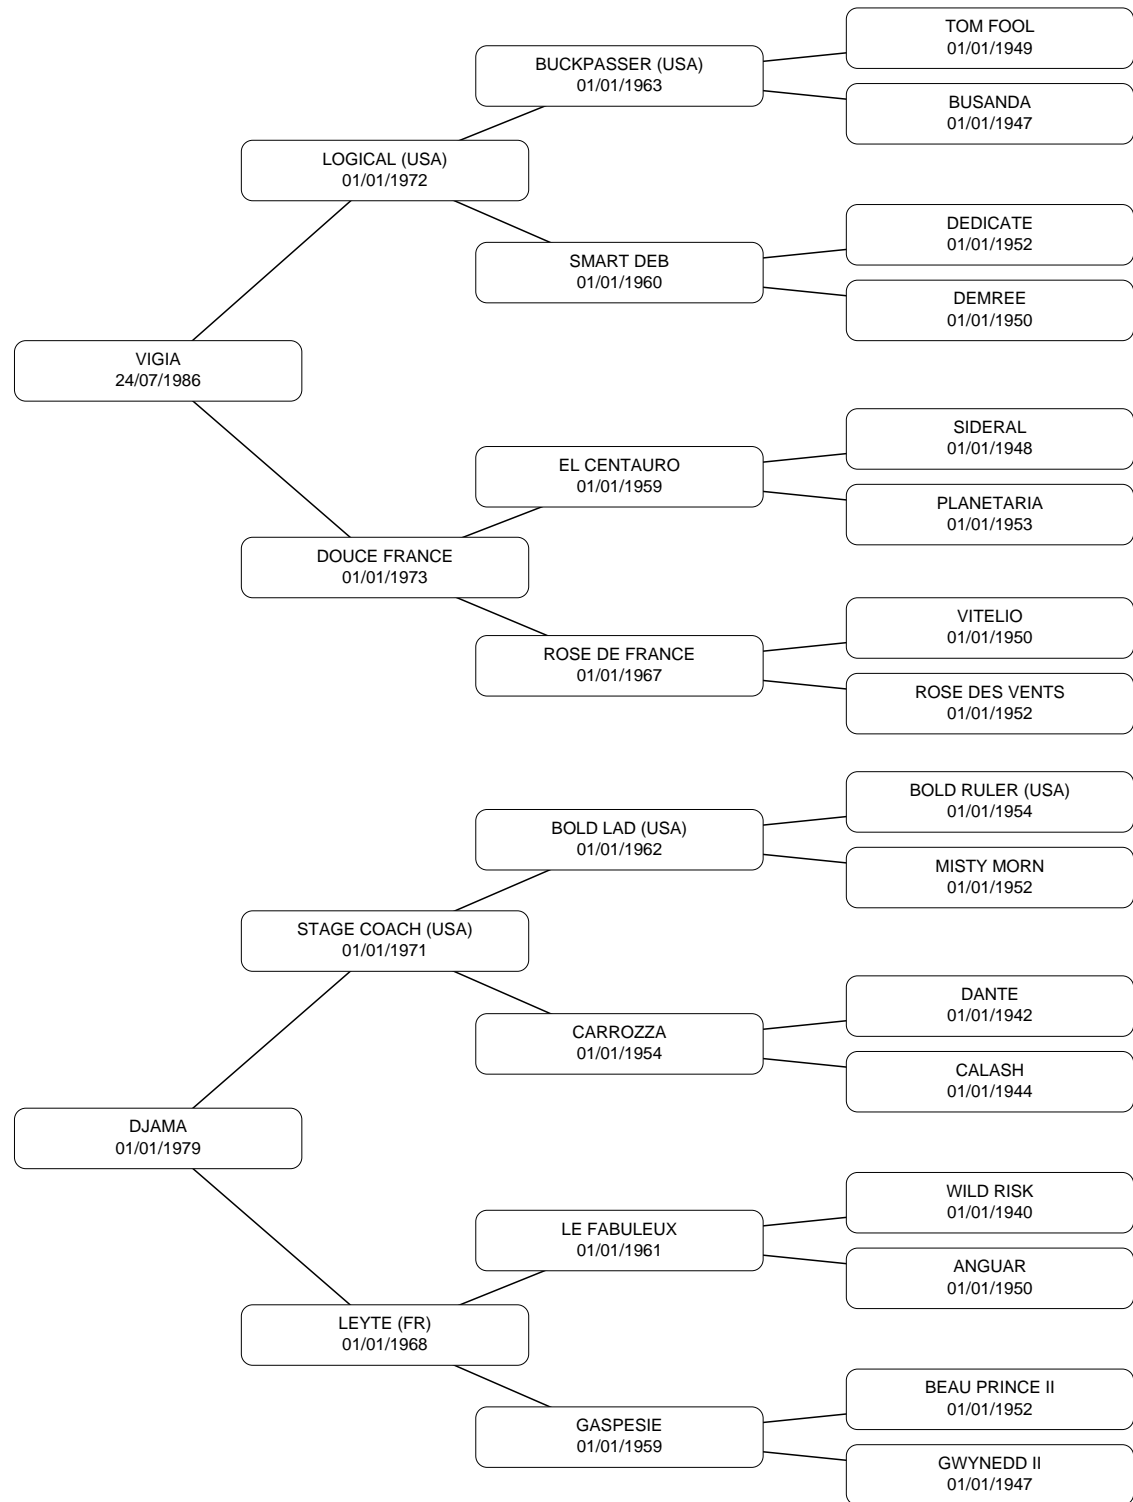 TOM FOOL
01/01/1949
BUCKPASSER (USA)
01/01/1963
BUSANDA
01/01/1947
LOGICAL (USA)
01/01/1972
DEDICATE
01/01/1952
SMART DEB
01/01/1960
DEMREE
01/01/1950
VIGIA
24/07/1986
SIDERAL
01/01/1948
EL CENTAURO
01/01/1959
PLANETARIA
01/01/1953
DOUCE FRANCE
01/01/1973
VITELIO
01/01/1950
ROSE DE FRANCE
01/01/1967
ROSE DES VENTS
01/01/1952
BOLD RULER (USA)
01/01/1954
BOLD LAD (USA)
01/01/1962
MISTY MORN
01/01/1952
STAGE COACH (USA)
01/01/1971
DANTE
01/01/1942
CARROZZA
01/01/1954
CALASH
01/01/1944
DJAMA
01/01/1979
WILD RISK
01/01/1940
LE FABULEUX
01/01/1961
ANGUAR
01/01/1950
LEYTE (FR)
01/01/1968
BEAU PRINCE II
01/01/1952
GASPESIE
01/01/1959
GWYNEDD II
01/01/1947